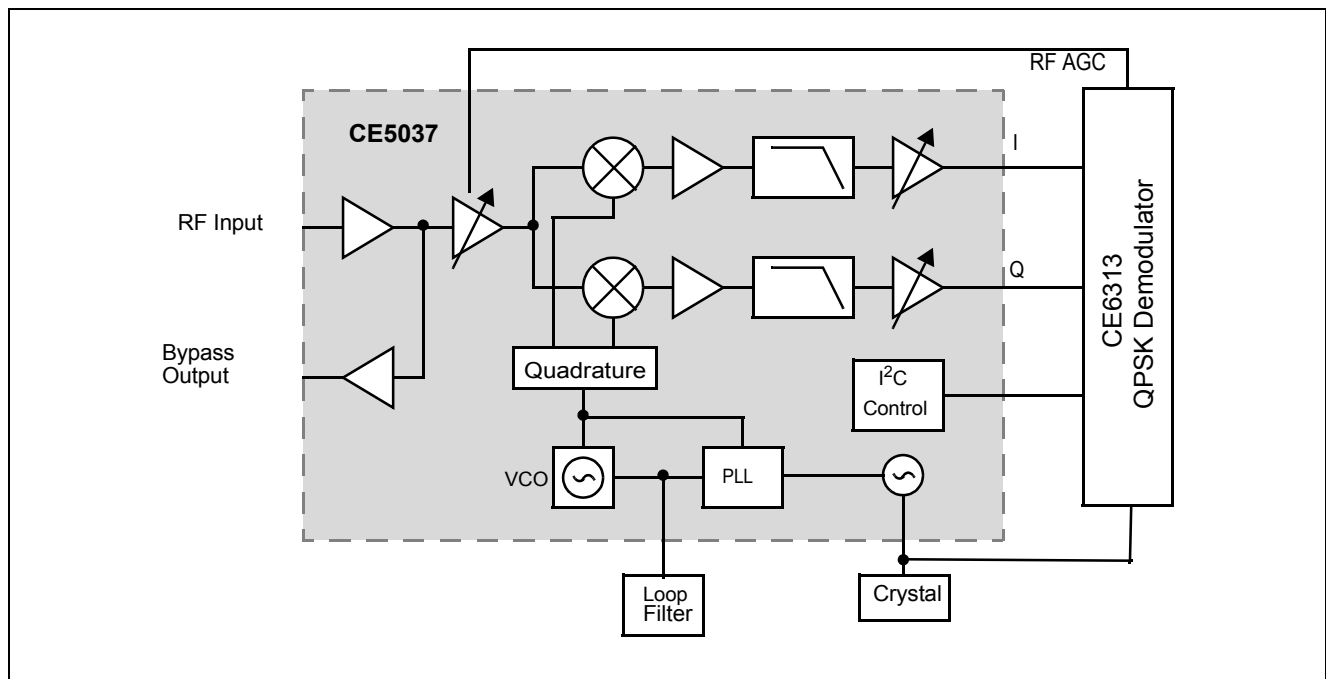 RF AGC
CE5037
I
RF Input
Q
Bypass
Output
Quadrature
I²C
Control
VCO
PLL
Loop
Filter
Crystal
CE6313
QPSK Demodulator